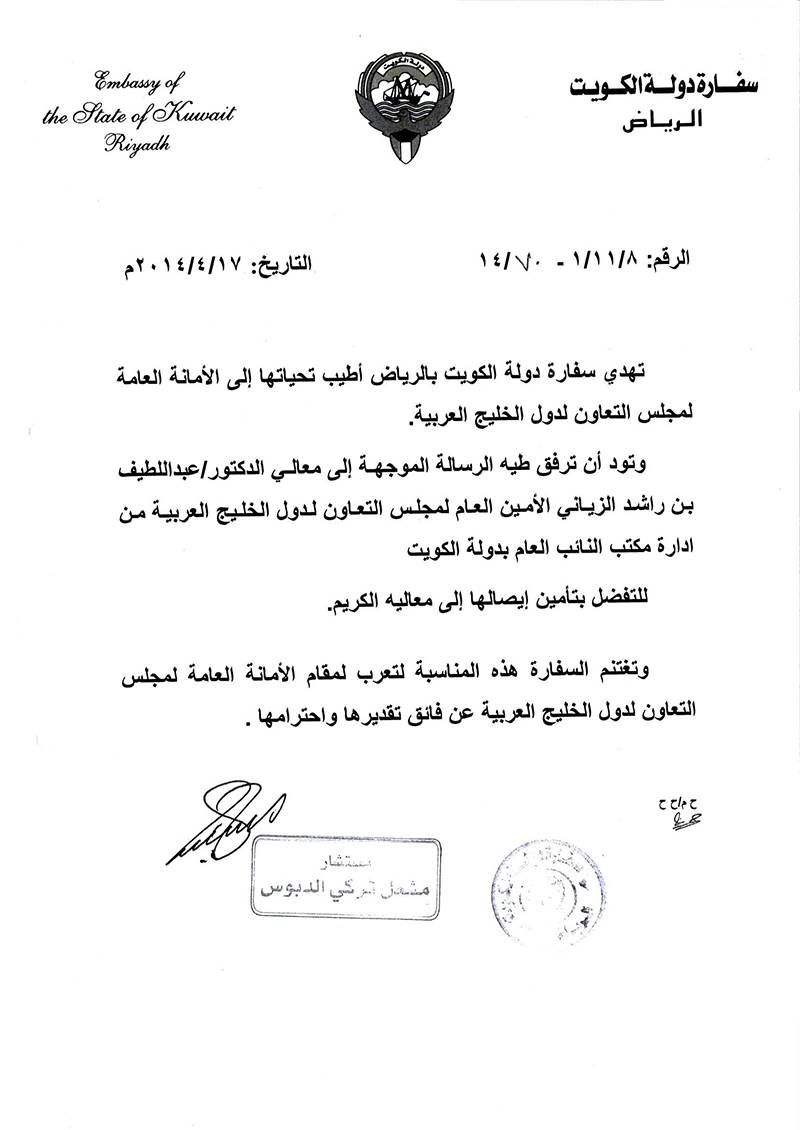 Embassy of
the State of Kuwait
Riyadh
دولة الكويت
سفارة دولة الكويت
الرياض
الرقم: ١/١١/٨ - ١٤/٧٠
التاريخ: ٢٠١٤/٤/١٧م
تهدي سفارة دولة الكويت بالرياض أطيب تحياتها إلى الأمانة العامة
لمجلس التعاون لدول الخليج العربية.
وتود أن ترفق طيه الرسالة الموجهة إلى معالي الدكتور/عبداللطيف
بن راشد الزياني الأمين العام لمجلس التعاون لدول الخليج العربية من
ادارة مكتب النائب العام بدولة الكويت
للتفضل بتأمين إيصالها إلى معاليه الكريم.
وتغتنم السفارة هذه المناسبة لتعرب لمقام الأمانة العامة لمجلس
التعاون لدول الخليج العربية عن فائق تقديرها واحترامها .
ح م/ح ح
مستشار
مشعل تركي الدبوس